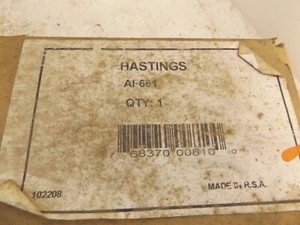 HASTINGS
AF661
QTY: 1
68370 00810
102208
MADE IN R.S.A.